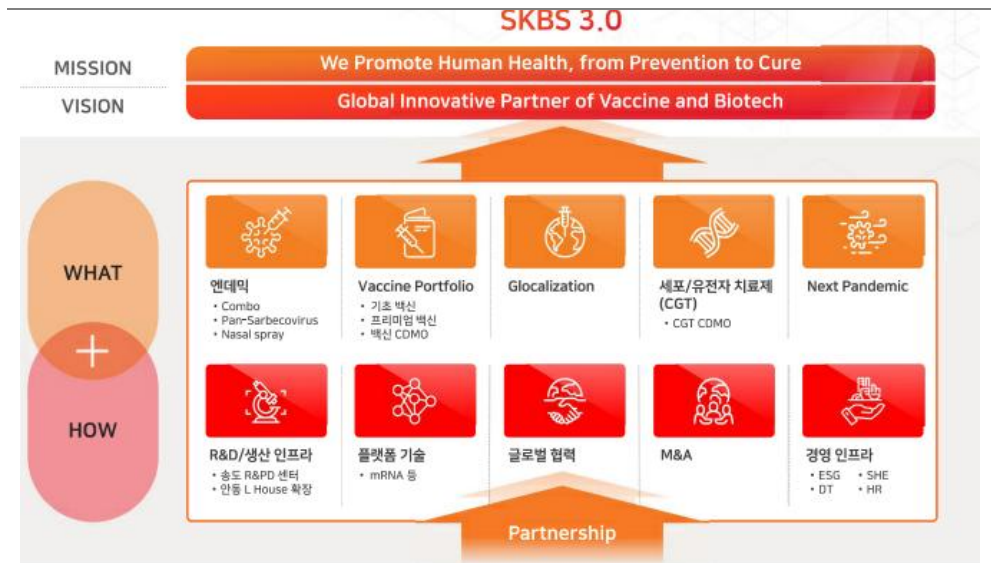 SKBS 3.0
MISSION
We Promote Human Health, from Prevention to Cure
VISION
Global Innovative Partner of Vaccine and Biotech
WHAT
엔데믹
• Combo
• Pan-Sarbecovirus
• Nasal spray
Vaccine Portfolio
• 기초 백신
• 프리미엄 백신
• 백신 CDMO
Glocalization
세포/유전자 치료제
(CGT)
• CGT CDMO
Next Pandemic
+
HOW
R&D/생산 인프라
• 송도 R&PD 센터
• 안동 L House 확장
플랫폼 기술
• mRNA 등
글로벌 협력
M&A
경영 인프라
• ESG • SHE
• DT • HR
Partnership